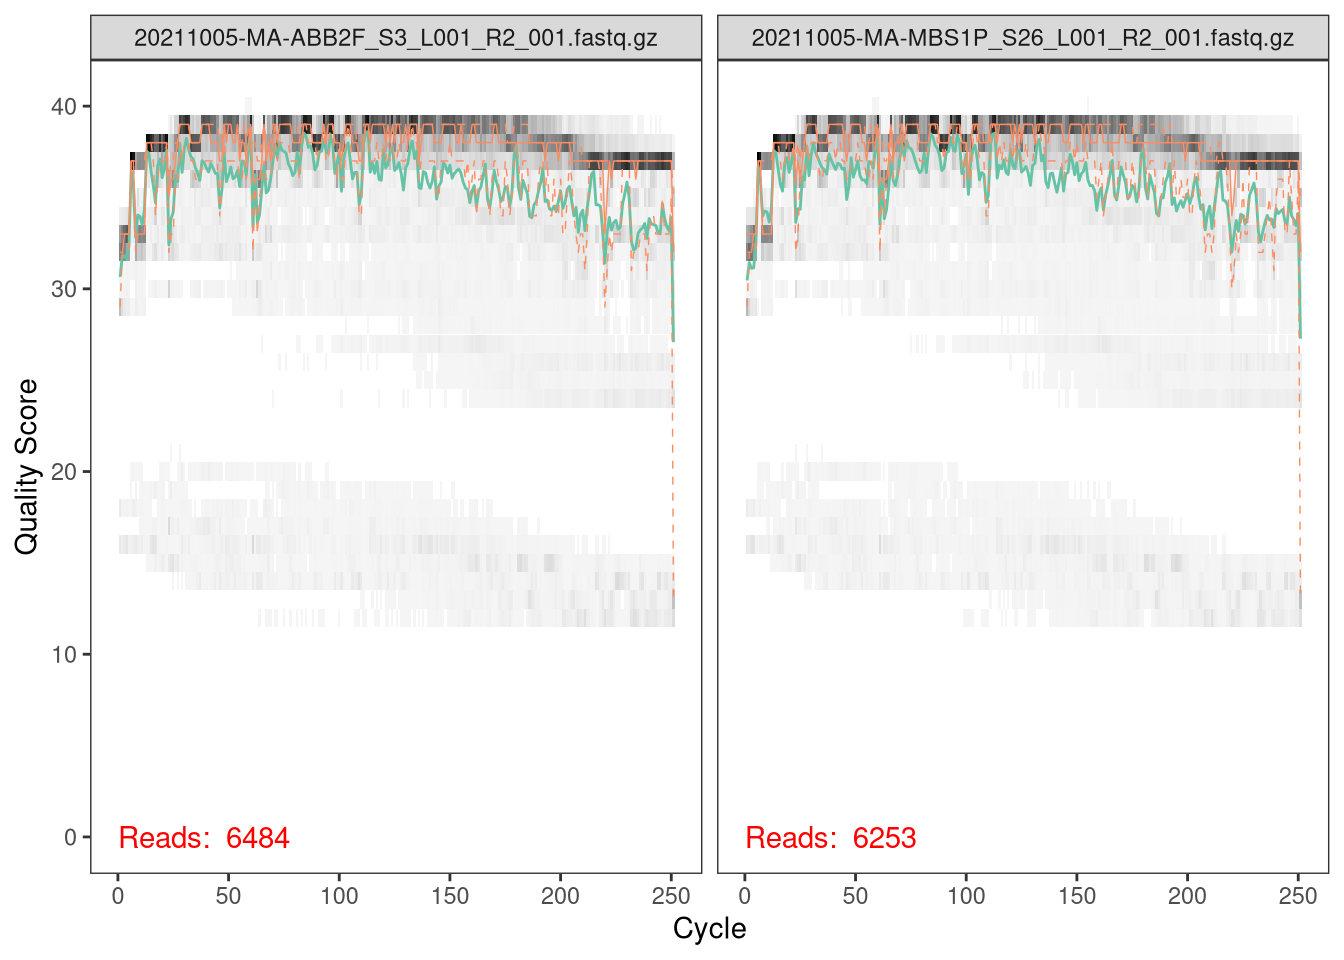 20211005-MA-ABB2F_S3_L001_R2_001.fastq.gz
20211005-MA-MBS1P_S26_L001_R2_001.fastq.gz
Quality Score
40
30
20
10
0
Reads: 6484
Reads: 6253
0 50 100 150 200 250
0 50 100 150 200 250
Cycle